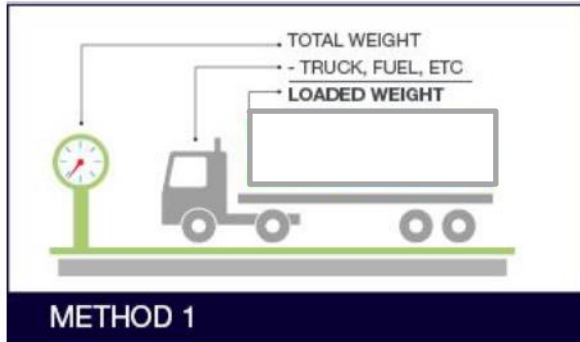 TOTAL WEIGHT
- TRUCK, FUEL, ETC
LOADED WEIGHT
METHOD 1